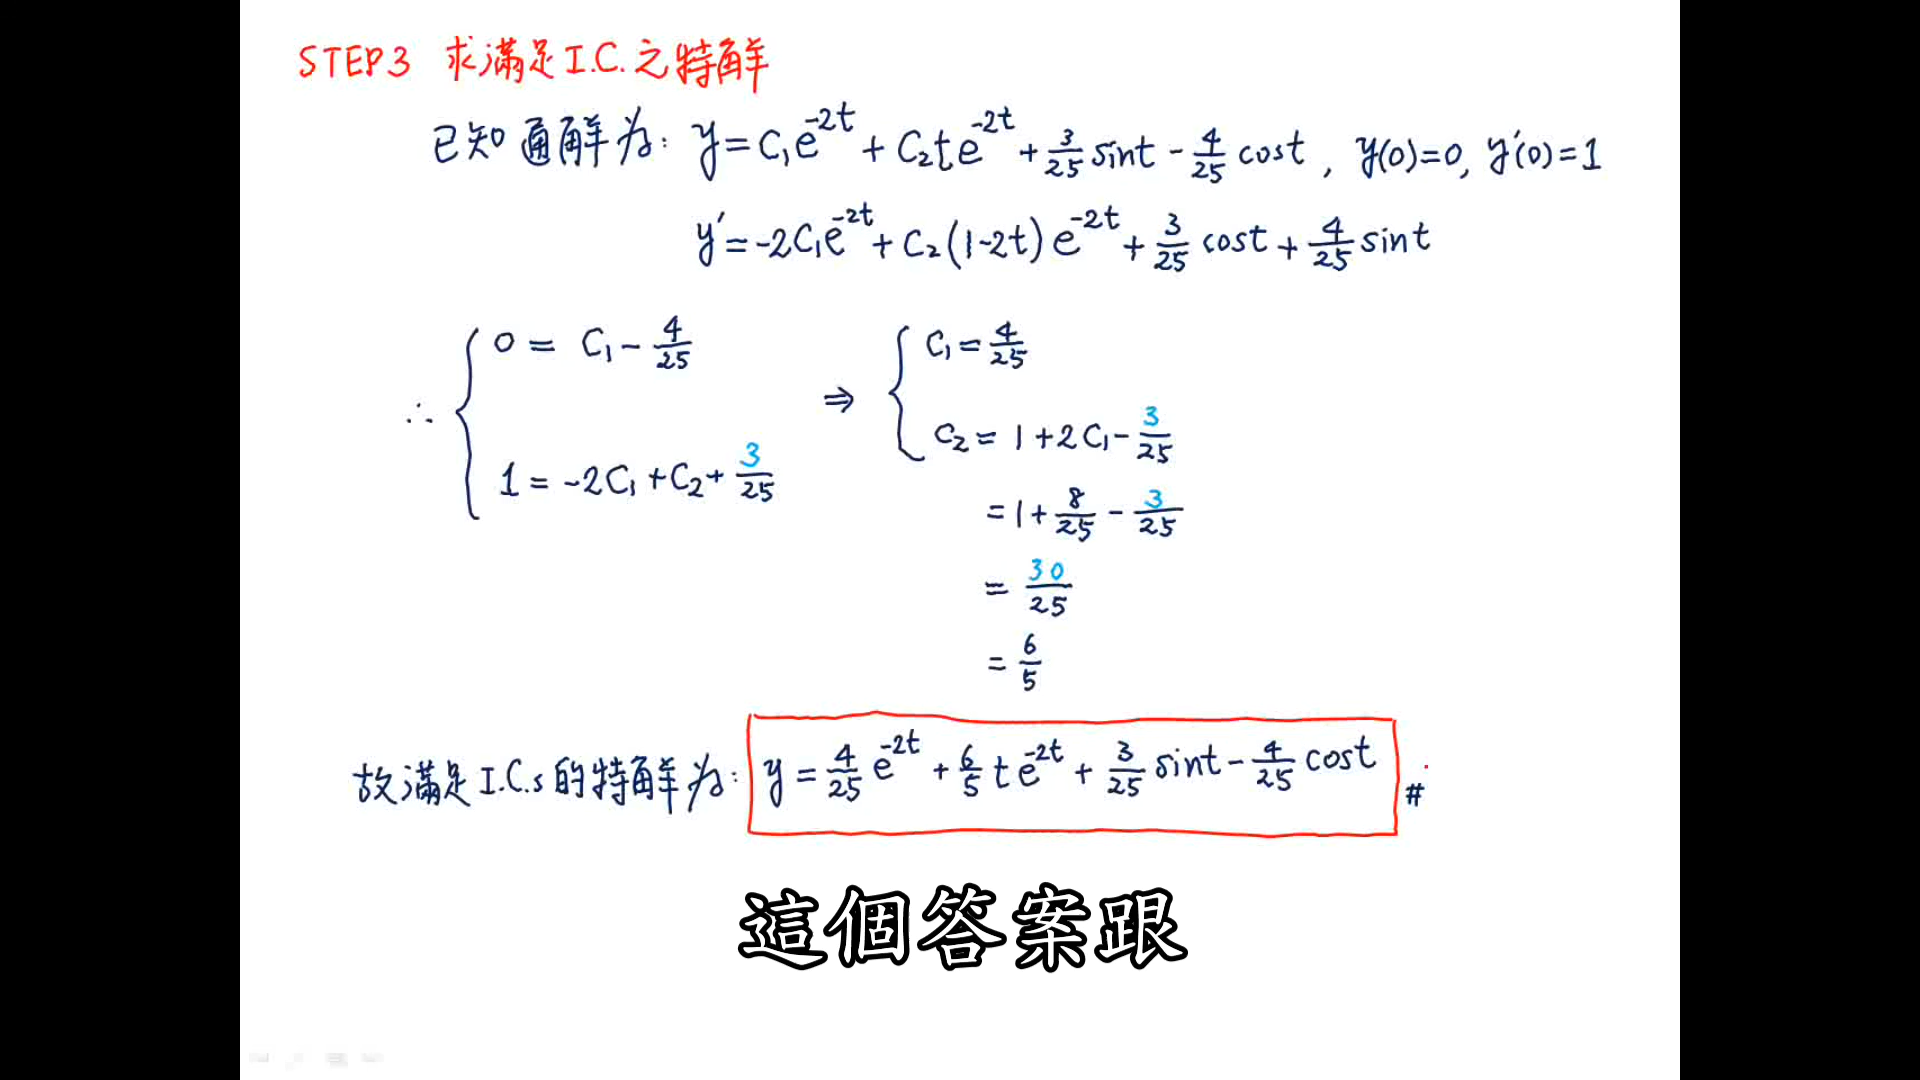 STEP3 求滿足I.C.之特解
已知通解為: y=C₁e^{-2t} + C₂te^{-2t} + 3/25 sint - 4/25 cost , y(0)=0, y'(0)=1
y'=-2C₁e^{-2t} + C₂(1-2t)e^{-2t} + 3/25 cost + 4/25 sint
∴ { 0 = C₁ - 4/25 ⇒ { C₁ = 4/25
1 = -2C₁ + C₂ + 3/25
C₂ = 1 + 2C₁ - 3/25
= 1 + 8/25 - 3/25
= 30/25
= 6/5
故滿足I.C.s的特解為: y = 4/25 e^{-2t} + 6/5 te^{-2t} + 3/25 sint - 4/25 cost #
這個答案跟